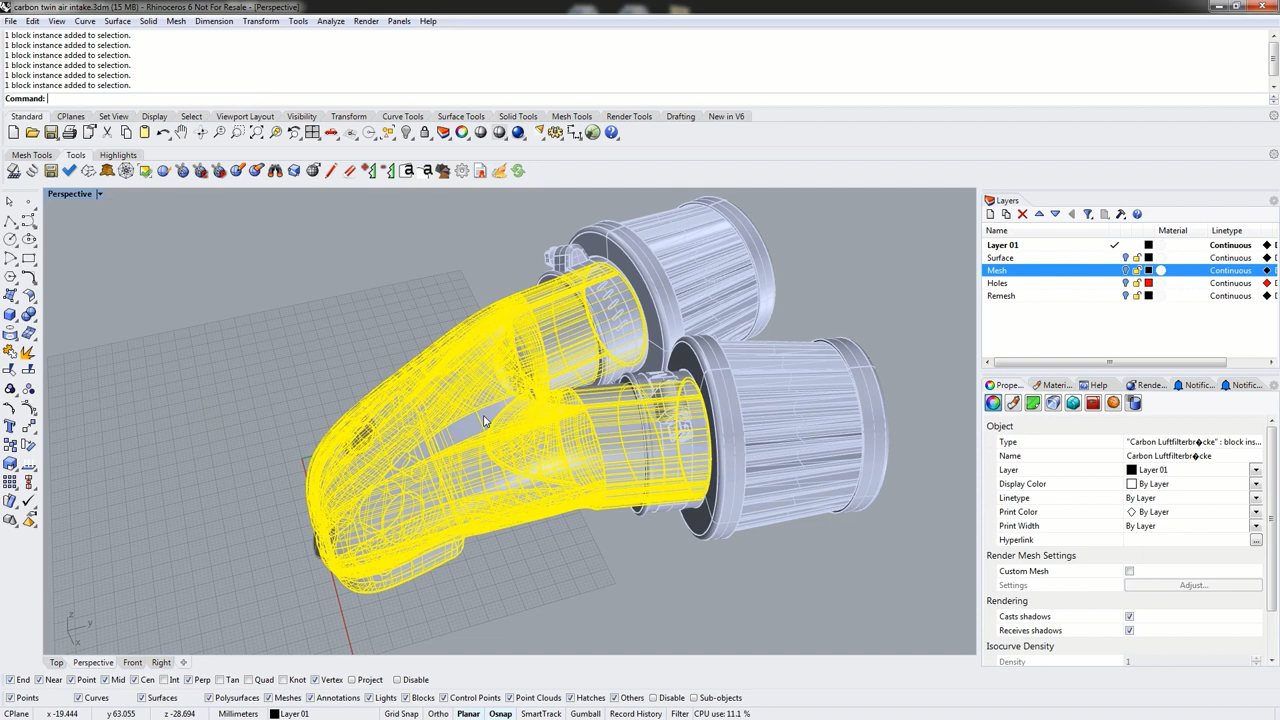 carbon twin air intake.3dm (15 MB) - Rhinoceros 6 Not For Resale - [Perspective]
File Edit View Curve Surface Solid Mesh Dimension Transform Tools Analyze Render Panels Help
1 block instance added to selection.
1 block instance added to selection.
1 block instance added to selection.
1 block instance added to selection.
1 block instance added to selection.
1 block instance added to selection.
Command:
Standard CPlanes Set View Display Select Viewport Layout Visibility Transform Curve Tools Surface Tools Solid Tools Mesh Tools Render Tools Drafting New in V6
Mesh Tools Tools Highlights
Perspective
Layers
Name Material Linetype
Layer 01 Continuous
Surface Continuous
Mesh Continuous
Holes Continuous
Remesh Continuous
Prope... Materi... Help Rende... Notific... Notific...
Object
Type "Carbon Luftfilterbr�cke" : block ins...
Name Carbon Luftfilterbr�cke
Layer Layer 01
Display Color By Layer
Linetype By Layer
Print Color By Layer
Print Width By Layer
Hyperlink ...
Render Mesh Settings
Custom Mesh
Settings Adjust...
Rendering
Casts shadows
Receives shadows
Isocurve Density
Density 1
z y x
Top Perspective Front Right
End Near Point Mid Cen Int Perp Tan Quad Knot Vertex Project Disable
Points Curves Surfaces Polysurfaces Meshes Annotations Lights Blocks Control Points Point Clouds Hatches Others Disable Sub-objects
CPlane x -19.444 y 63.055 z -28.694 Millimeters Layer 01 Grid Snap Ortho Planar Osnap SmartTrack Gumball Record History Filter CPU use: 11.1 %